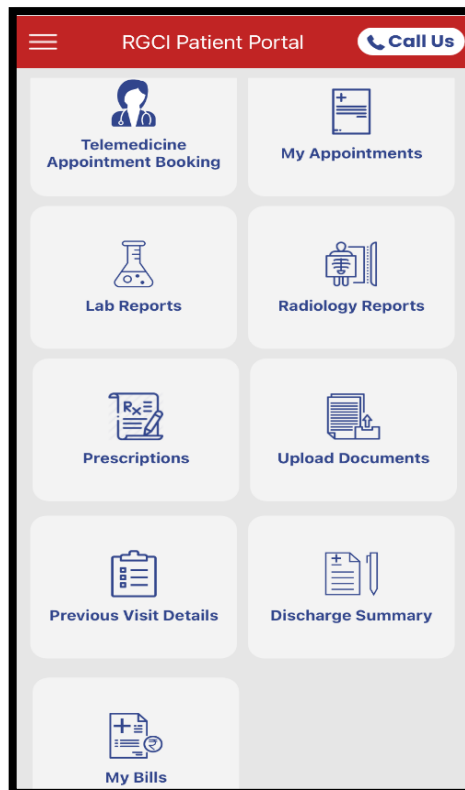 RGCI Patient Portal
Call Us
Telemedicine
Appointment Booking
My Appointments
Lab Reports
Radiology Reports
Rx
Prescriptions
Upload Documents
Previous Visit Details
Discharge Summary
₹
My Bills